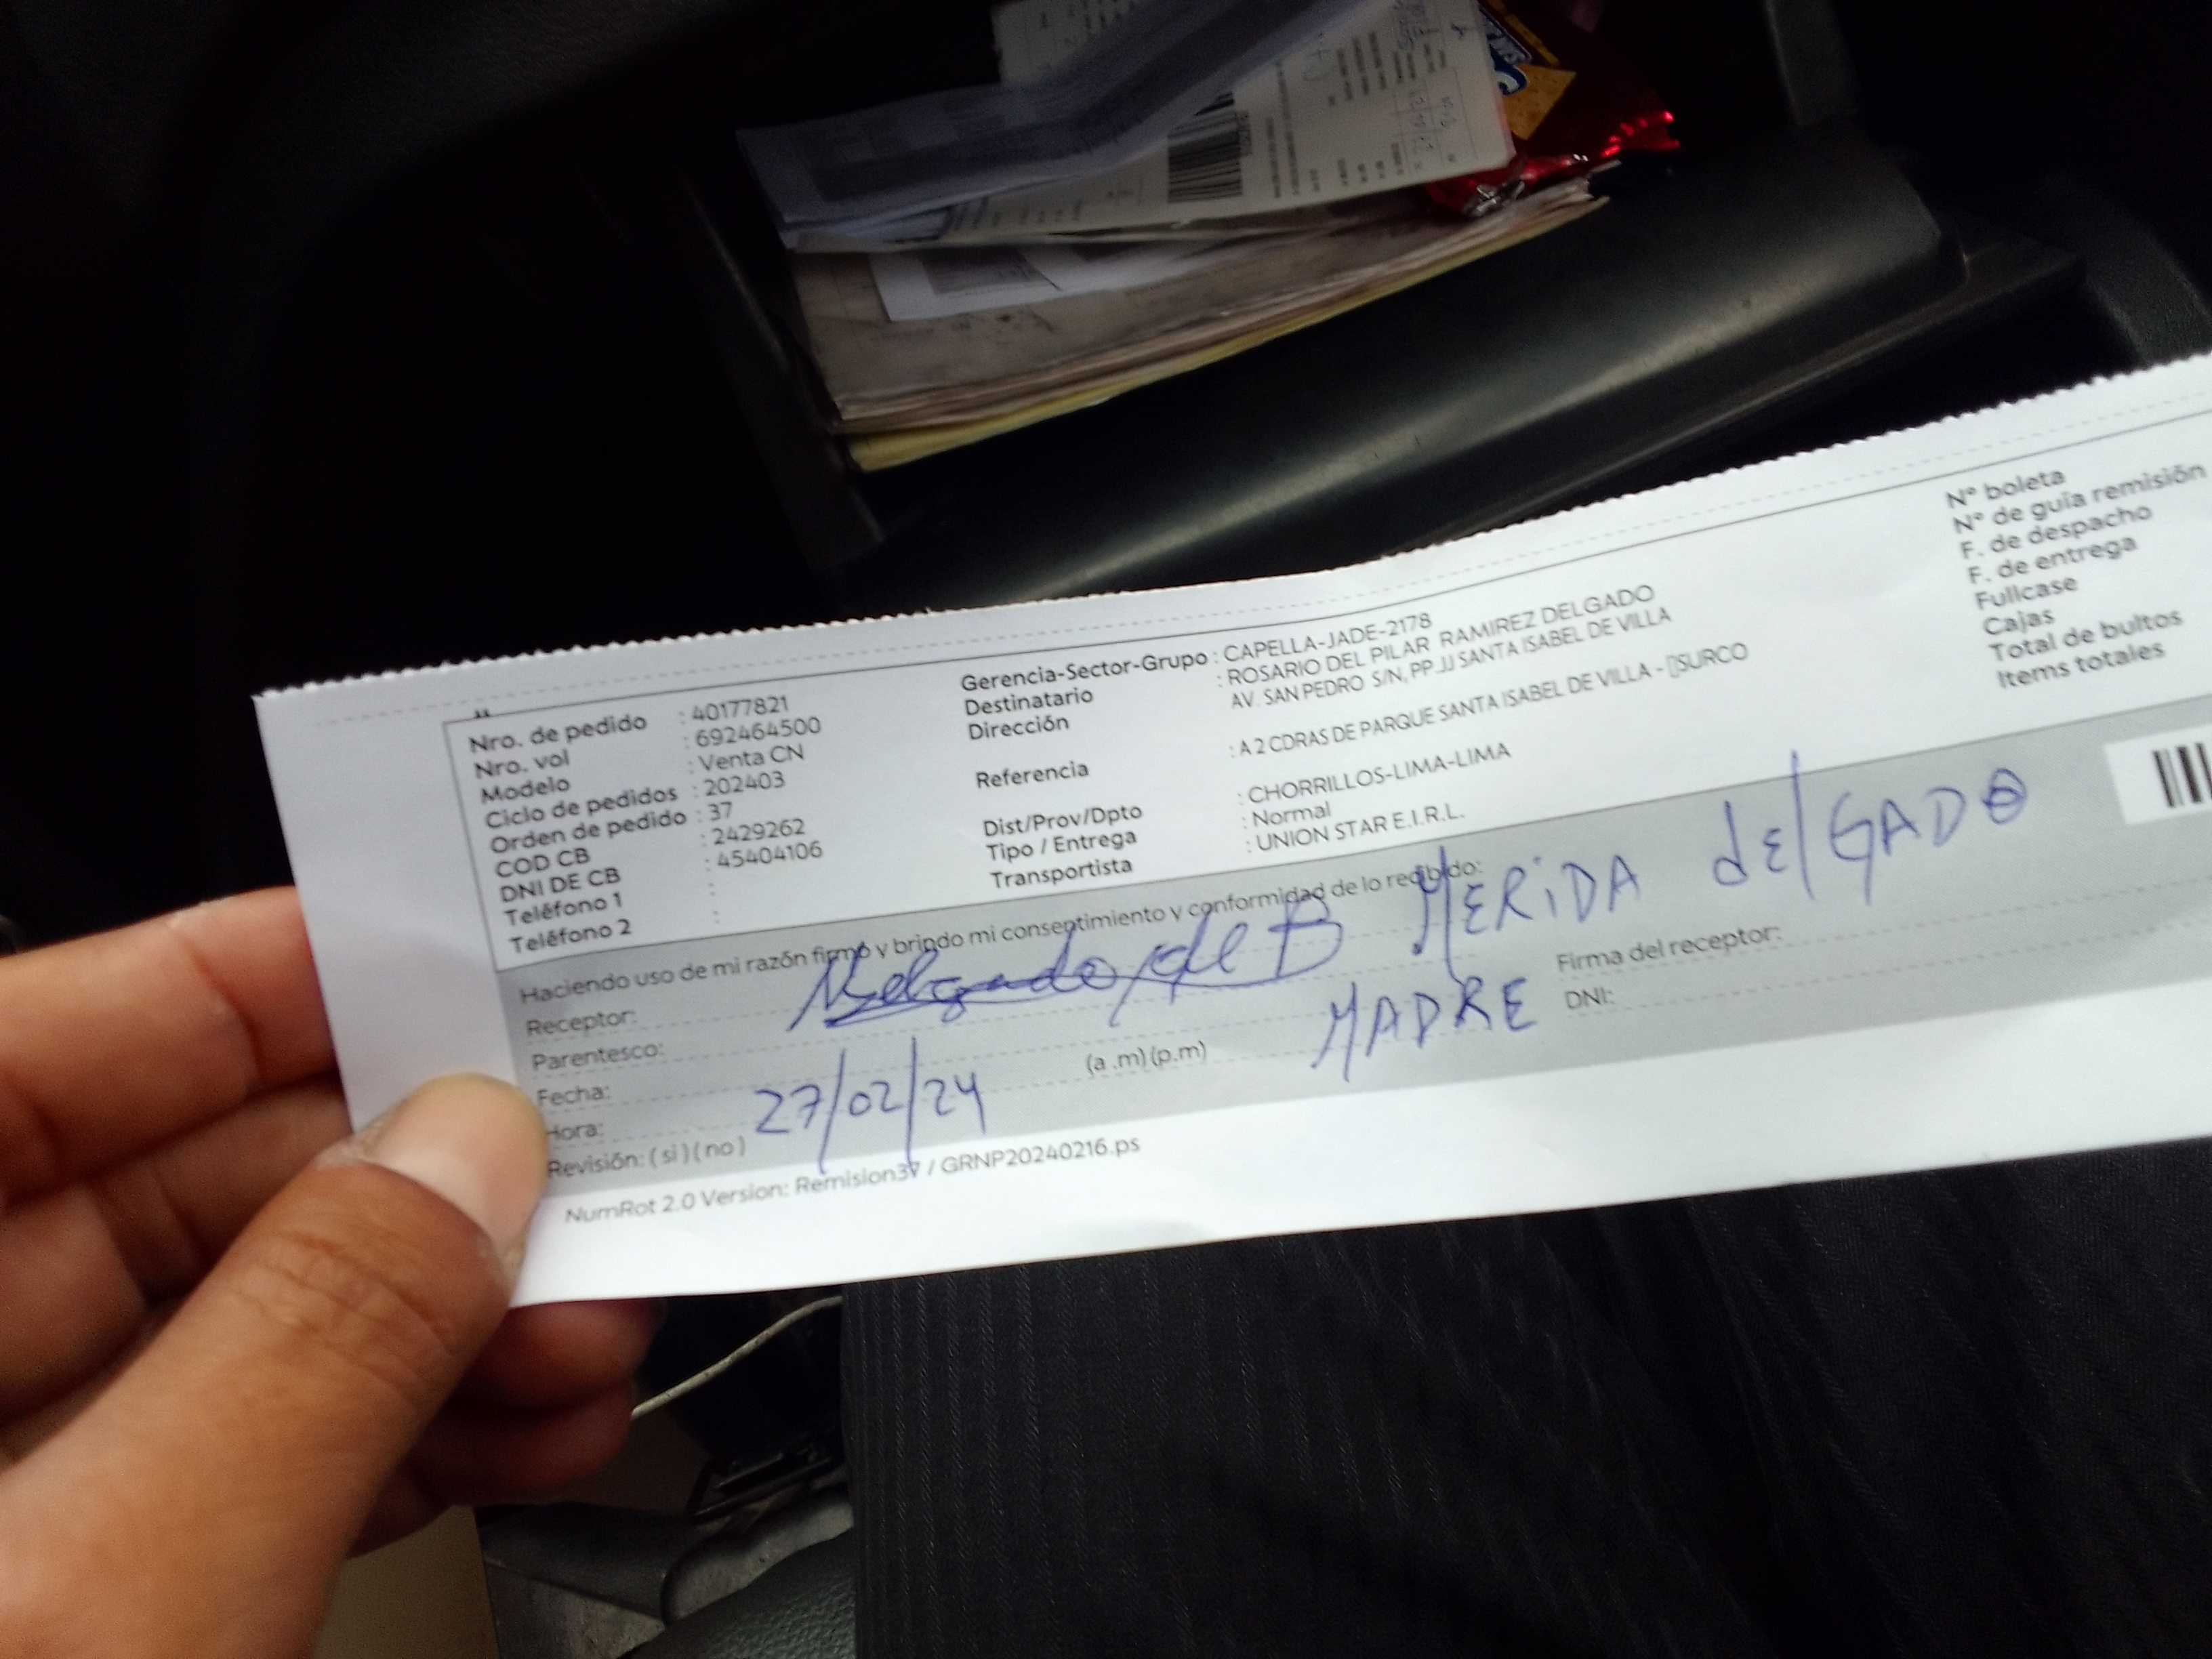 Nro. de pedido : 40177821
Nro. vol : 692464500
Modelo : Venta CN
Ciclo de pedidos : 202403
Orden de pedido : 37
COD CB : 2429262
DNI DE CB : 45404106
Teléfono 1 :
Teléfono 2 :
Gerencia-Sector-Grupo : CAPELLA-JADE-2178
Destinatario : ROSARIO DEL PILAR RAMIREZ DELGADO
Dirección AV. SAN PEDRO S/N, PP.JJ SANTA ISABEL DE VILLA
Referencia : A 2 CDRAS DE PARQUE SANTA ISABEL DE VILLA - ▯SURCO
Dist/Prov/Dpto : CHORRILLOS-LIMA-LIMA
Tipo / Entrega : Normal
Transportista : UNION STAR E.I.R.L.
N° boleta
N° de guía remisión
F. de despacho
F. de entrega
Fullcase
Cajas
Total de bultos
Items totales
Haciendo uso de mi razón firmo y brindo mi consentimiento y conformidad de lo recibido:
Receptor: Delgado de B MERIDA dElGADO
Parentesco: MADRE
Fecha: 27/02/24
Hora: (a .m) (p.m)
Revisión: ( si ) ( no )
Firma del receptor:
DNI:
NumRot 2.0 Version: Remision37 / GRNP20240216.ps